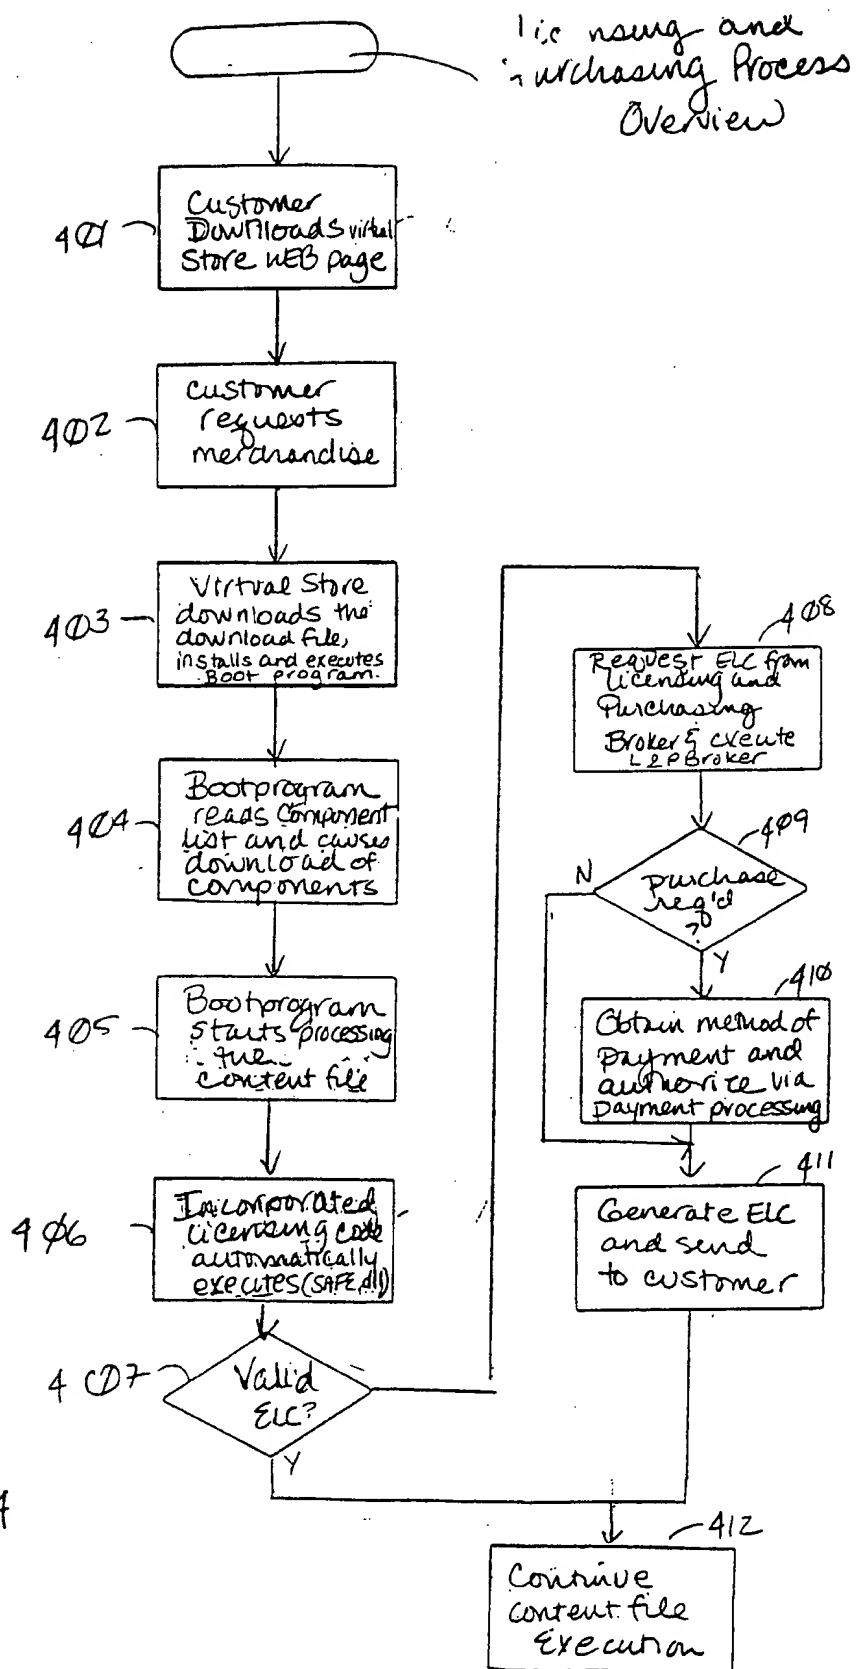 nsing and
Purchasing Process
Overview
401
Customer
Downloads virtual
Store WEB page
402
Customer
requests
merchandise
403
Virtual Store
downloads the
download file,
installs and executes
Boot program.
404
Bootprogram
reads Component
list and causes
download of
components
405
Bootprogram
starts processing
the
content file
406
Incorporated
licensing code
automatically
executes (SAFE.dll)
407
Valid
ELC?
Y
408
Request ELC from
licensing and
Purchasing
Broker & execute
L&P Broker
409
purchase
req'd
?
N
Y
410
Obtain method of
payment and
authorize via
payment processing
411
Generate ELC
and send
to customer
4
412
Continue
content file
Execution